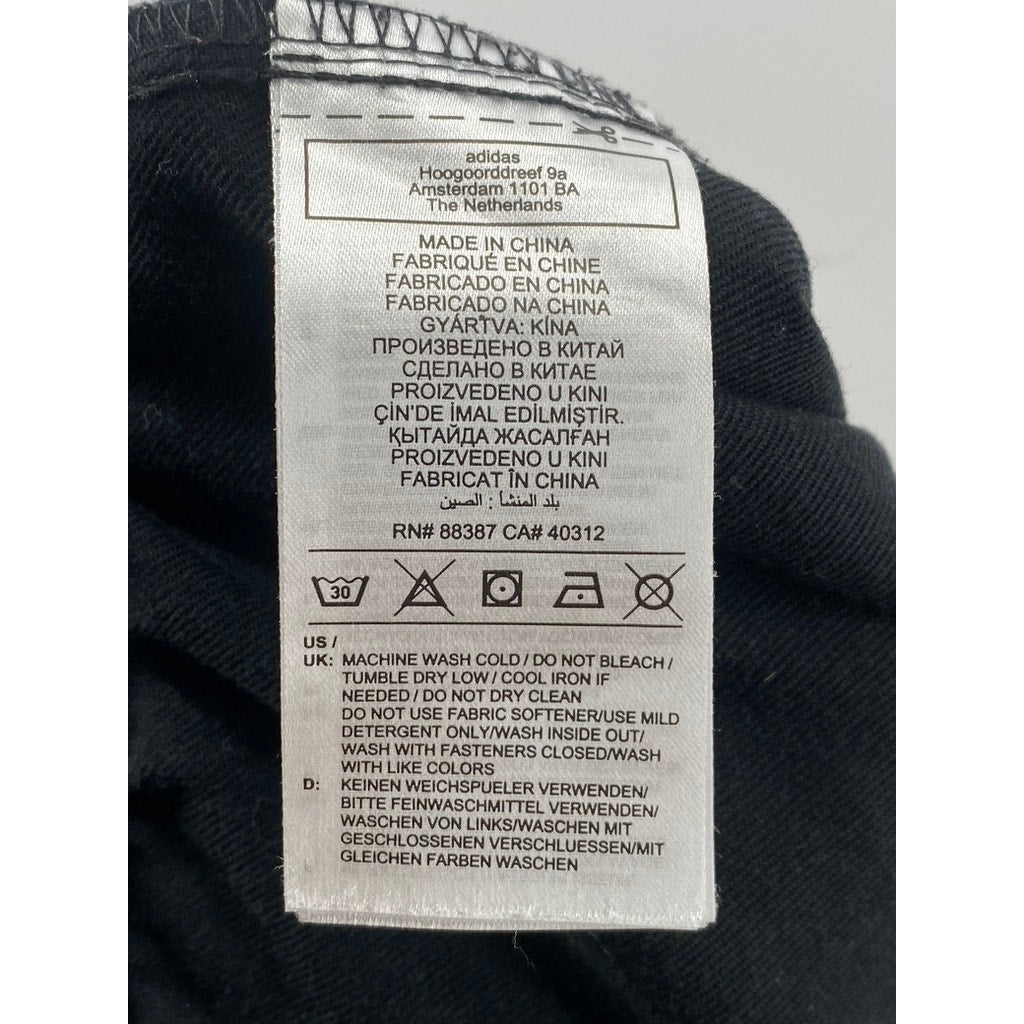 adidas
Hoogoorddreef 9a
Amsterdam 1101 BA
The Netherlands
MADE IN CHINA
FABRIQUÉ EN CHINE
FABRICADO EN CHINA
FABRICADO NA CHINA
GYÁRTVA: KÍNA
ПРОИЗВЕДЕНО В КИТАЙ
СДЕЛАНО В КИТАЕ
PROIZVEDENO U KINI
ÇİN'DE İMAL EDİLMİŞTİR.
ҚЫТАЙДА ЖАСАЛҒАН
PROIZVEDENO U KINI
FABRICAT ÎN CHINA
بلد المنشأ : الصين
RN# 88387 CA# 40312
30
US /
UK: MACHINE WASH COLD / DO NOT BLEACH /
TUMBLE DRY LOW / COOL IRON IF
NEEDED / DO NOT DRY CLEAN
DO NOT USE FABRIC SOFTENER/USE MILD
DETERGENT ONLY/WASH INSIDE OUT/
WASH WITH FASTENERS CLOSED/WASH
WITH LIKE COLORS
D: KEINEN WEICHSPUELER VERWENDEN/
BITTE FEINWASCHMITTEL VERWENDEN/
WASCHEN VON LINKS/WASCHEN MIT
GESCHLOSSENEN VERSCHLUESSEN/MIT
GLEICHEN FARBEN WASCHEN